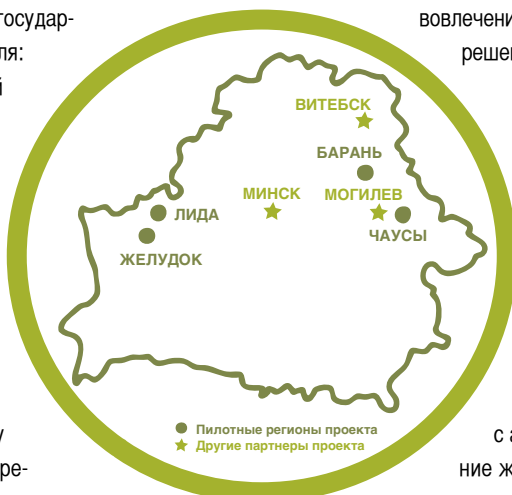 государ-
вовлечени
ля:
решен
й
ВИТЕБСК
БАРАНЬ
МИНСК
МОГИЛЕВ
ЛИДА
ЧАУСЫ
ЖЕЛУДОК
Пилотные регионы проекта
Другие партнеры проекта
у
с а
ре-
ние ж